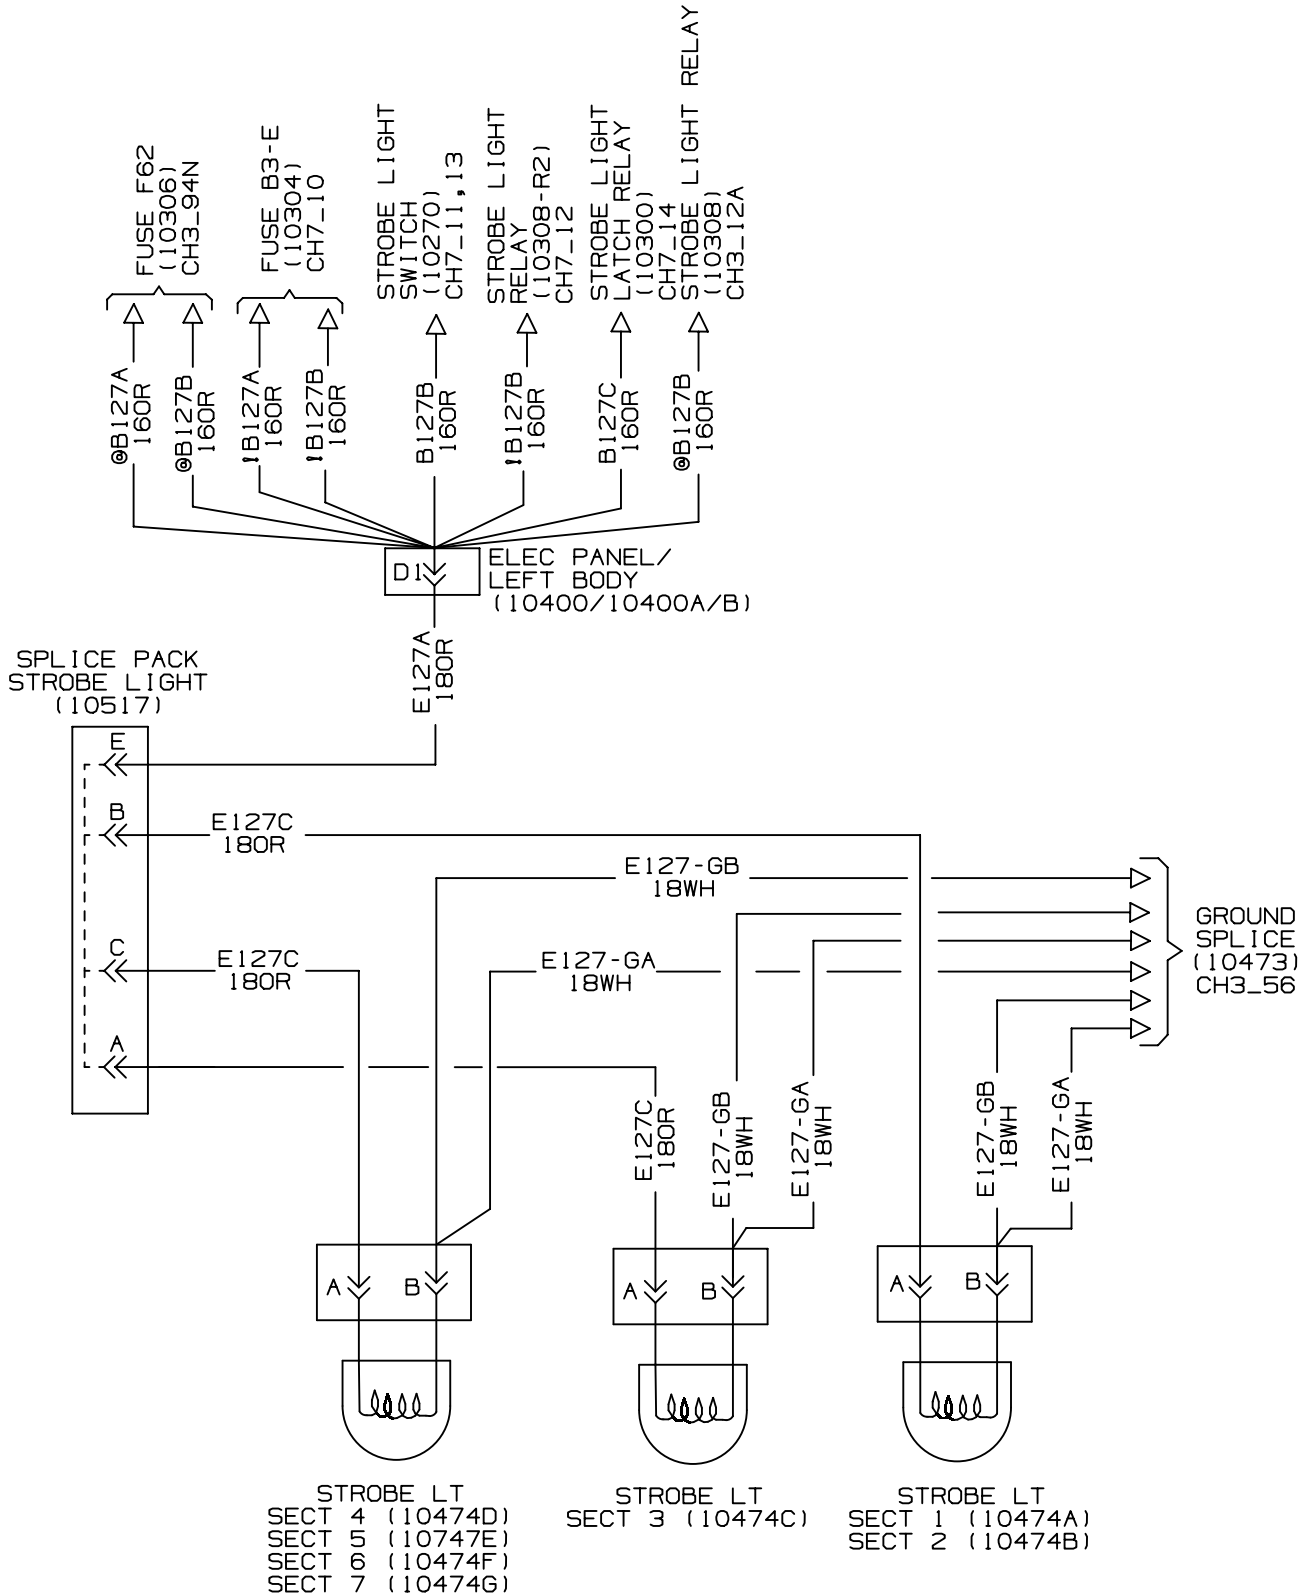 FUSE F62
(10306)
CH3_94N
FUSE B3-E
(10304)
CH7_10
STROBE LIGHT
SWITCH
(10270)
CH7_11,13
STROBE LIGHT
RELAY
(10308-R2)
CH7_12
STROBE LIGHT
LATCH RELAY
(10300)
CH7_14
STROBE LIGHT RELAY
(10308)
CH3_12A
@B127A
16OR
@B127B
16OR
!B127A
16OR
!B127B
16OR
B127B
16OR
!B127B
16OR
B127C
16OR
@B127B
16OR
D1
ELEC PANEL/
LEFT BODY
(10400/10400A/B)
E127A
18OR
SPLICE PACK
STROBE LIGHT
(10517)
E
B
E127C
18OR
E127-GB
18WH
C
E127C
18OR
E127-GA
18WH
GROUND
SPLICE
(10473)
CH3_56
A
E127C
18OR
E127-GB
18WH
E127-GA
18WH
E127-GB
18WH
E127-GA
18WH
A B
A B
A B
STROBE LT
SECT 4 (10474D)
SECT 5 (10747E)
SECT 6 (10474F)
SECT 7 (10474G)
STROBE LT
SECT 3 (10474C)
STROBE LT
SECT 1 (10474A)
SECT 2 (10474B)